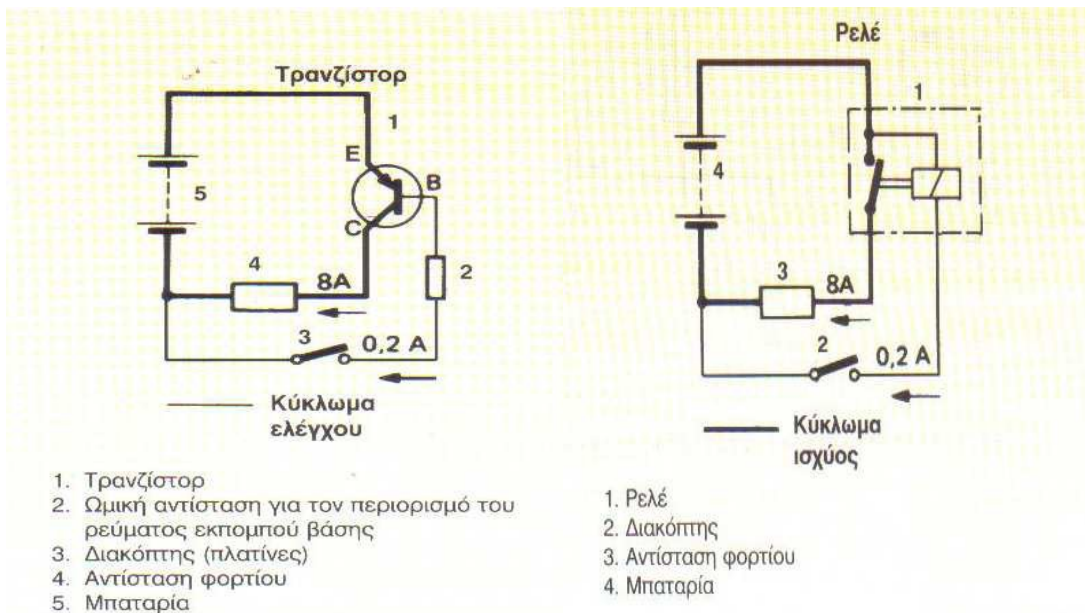 Τρανζίστορ
1
E
B
C
5
4
8A
2
3
0,2 A
Κύκλωμα
ελέγχου
1. Τρανζίστορ
2. Ωμική αντίσταση για τον περιορισμό του
ρεύματος εκπομπού βάσης
3. Διακόπτης (πλατίνες)
4. Αντίσταση φορτίου
5. Μπαταρία
Ρελέ
1
4
3
8A
2
0,2 A
Κύκλωμα
ισχύος
1. Ρελέ
2. Διακόπτης
3. Αντίσταση φορτίου
4. Μπαταρία